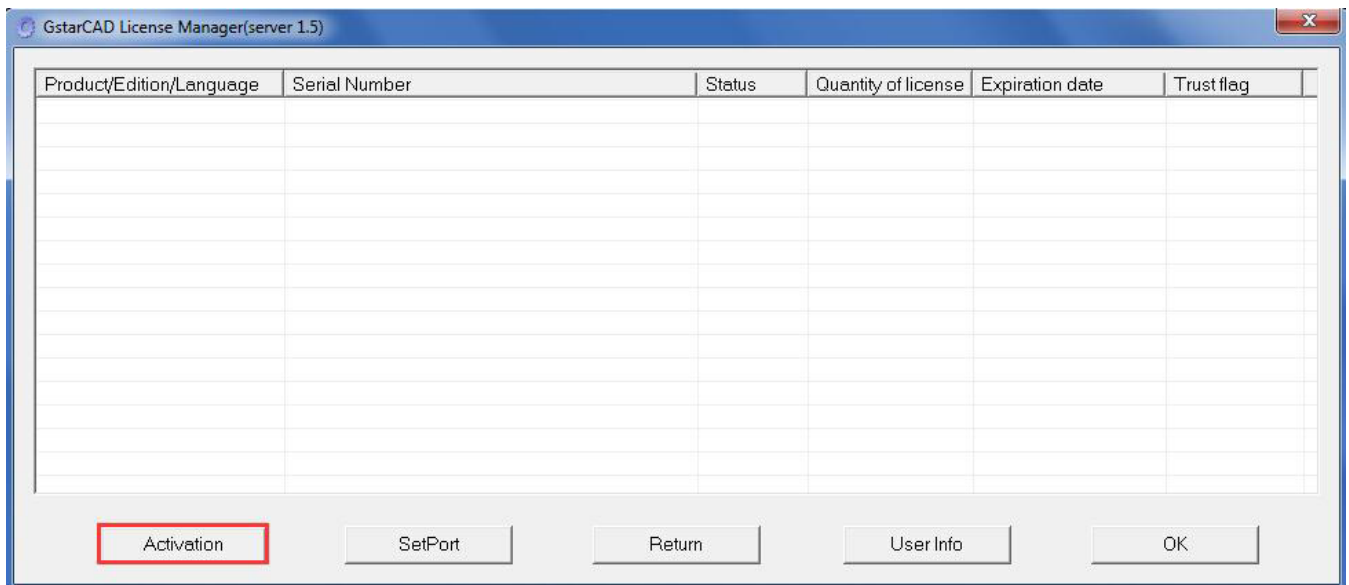 GstarCAD License Manager(server 1.5)
Product/Edition/Language Serial Number Status Quantity of license Expiration date Trust flag
Activation SetPort Return User Info OK